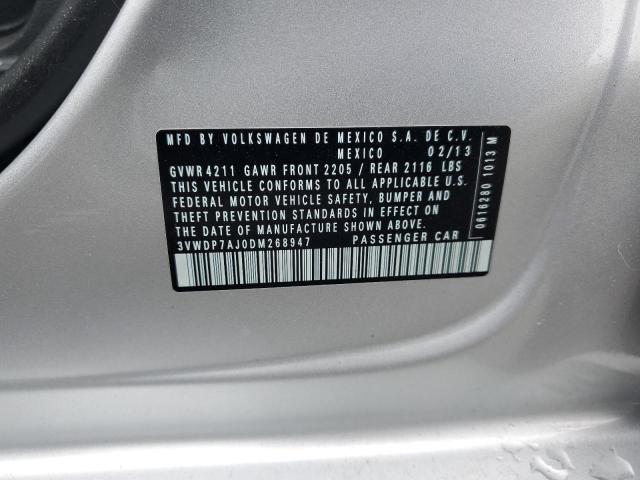 MFD BY VOLKSWAGEN DE MEXICO S.A. DE C.V.
MEXICO 02/13
GVWR 4211 GAWR FRONT 2205 / REAR 2116 LBS
THIS VEHICLE CONFORMS TO ALL APPLICABLE U.S.
FEDERAL MOTOR VEHICLE SAFETY, BUMPER AND
THEFT PREVENTION STANDARDS IN EFFECT ON
THE DATE OF MANUFACTURE SHOWN ABOVE.
3VWDP7AJ0DM268947 PASSENGER CAR
0616280 1013 M